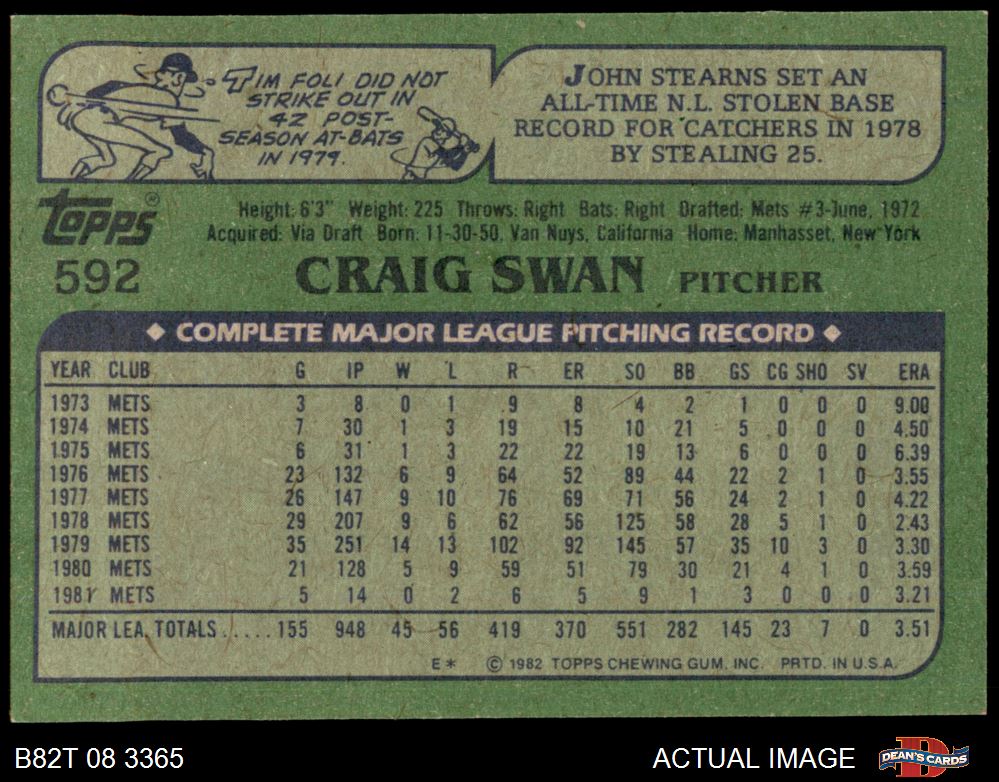 TIM FOLI DID NOT
STRIKE OUT IN
42 POST-
SEASON AT-BATS
IN 1979.
JOHN STEARNS SET AN
ALL-TIME N.L. STOLEN BASE
RECORD FOR CATCHERS IN 1978
BY STEALING 25.
topps®
592
Height: 6'3" Weight: 225 Throws: Right Bats: Right Drafted: Mets #3-June, 1972
Acquired: Via Draft Born: 11-30-50, Van Nuys, California Home: Manhasset, New York
CRAIG SWAN PITCHER
COMPLETE MAJOR LEAGUE PITCHING RECORD
YEAR CLUB G IP W L R ER SO BB GS CG SHO SV ERA
1973 METS 3 8 0 1 9 8 4 2 1 0 0 0 9.00
1974 METS 7 30 1 3 19 15 10 21 5 0 0 0 4.50
1975 METS 6 31 1 3 22 22 19 13 6 0 0 0 6.39
1976 METS 23 132 6 9 64 52 89 44 22 2 1 0 3.55
1977 METS 26 147 9 10 76 69 71 56 24 2 1 0 4.22
1978 METS 29 207 9 6 62 56 125 58 28 5 1 0 2.43
1979 METS 35 251 14 13 102 92 145 57 35 10 3 0 3.30
1980 METS 21 128 5 9 59 51 79 30 21 4 1 0 3.59
1981 METS 5 14 0 2 6 5 9 1 3 0 0 0 3.21
MAJOR LEA. TOTALS.....155 948 45 56 419 370 551 282 145 23 7 0 3.51
E* © 1982 TOPPS CHEWING GUM, INC. PRTD. IN U.S.A.
B82T 08 3365 ACTUAL IMAGE DEAN'S CARDS